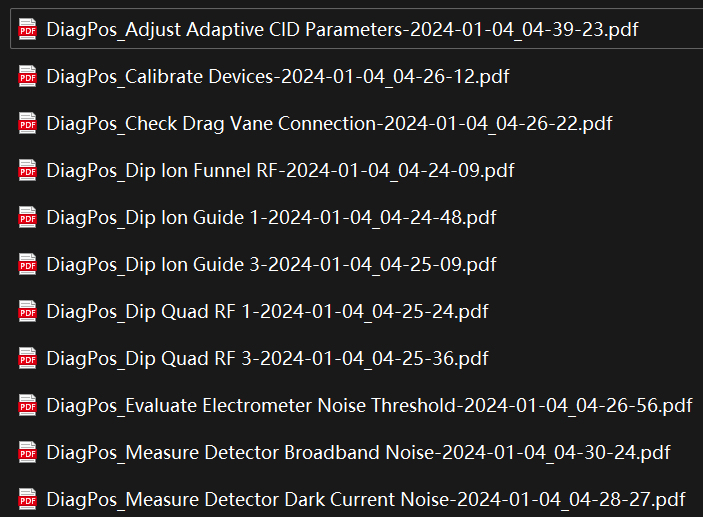 DiagPos_Adjust Adaptive CID Parameters-2024-01-04_04-39-23.pdf
DiagPos_Calibrate Devices-2024-01-04_04-26-12.pdf
DiagPos_Check Drag Vane Connection-2024-01-04_04-26-22.pdf
DiagPos_Dip Ion Funnel RF-2024-01-04_04-24-09.pdf
DiagPos_Dip Ion Guide 1-2024-01-04_04-24-48.pdf
DiagPos_Dip Ion Guide 3-2024-01-04_04-25-09.pdf
DiagPos_Dip Quad RF 1-2024-01-04_04-25-24.pdf
DiagPos_Dip Quad RF 3-2024-01-04_04-25-36.pdf
DiagPos_Evaluate Electrometer Noise Threshold-2024-01-04_04-26-56.pdf
DiagPos_Measure Detector Broadband Noise-2024-01-04_04-30-24.pdf
DiagPos_Measure Detector Dark Current Noise-2024-01-04_04-28-27.pdf